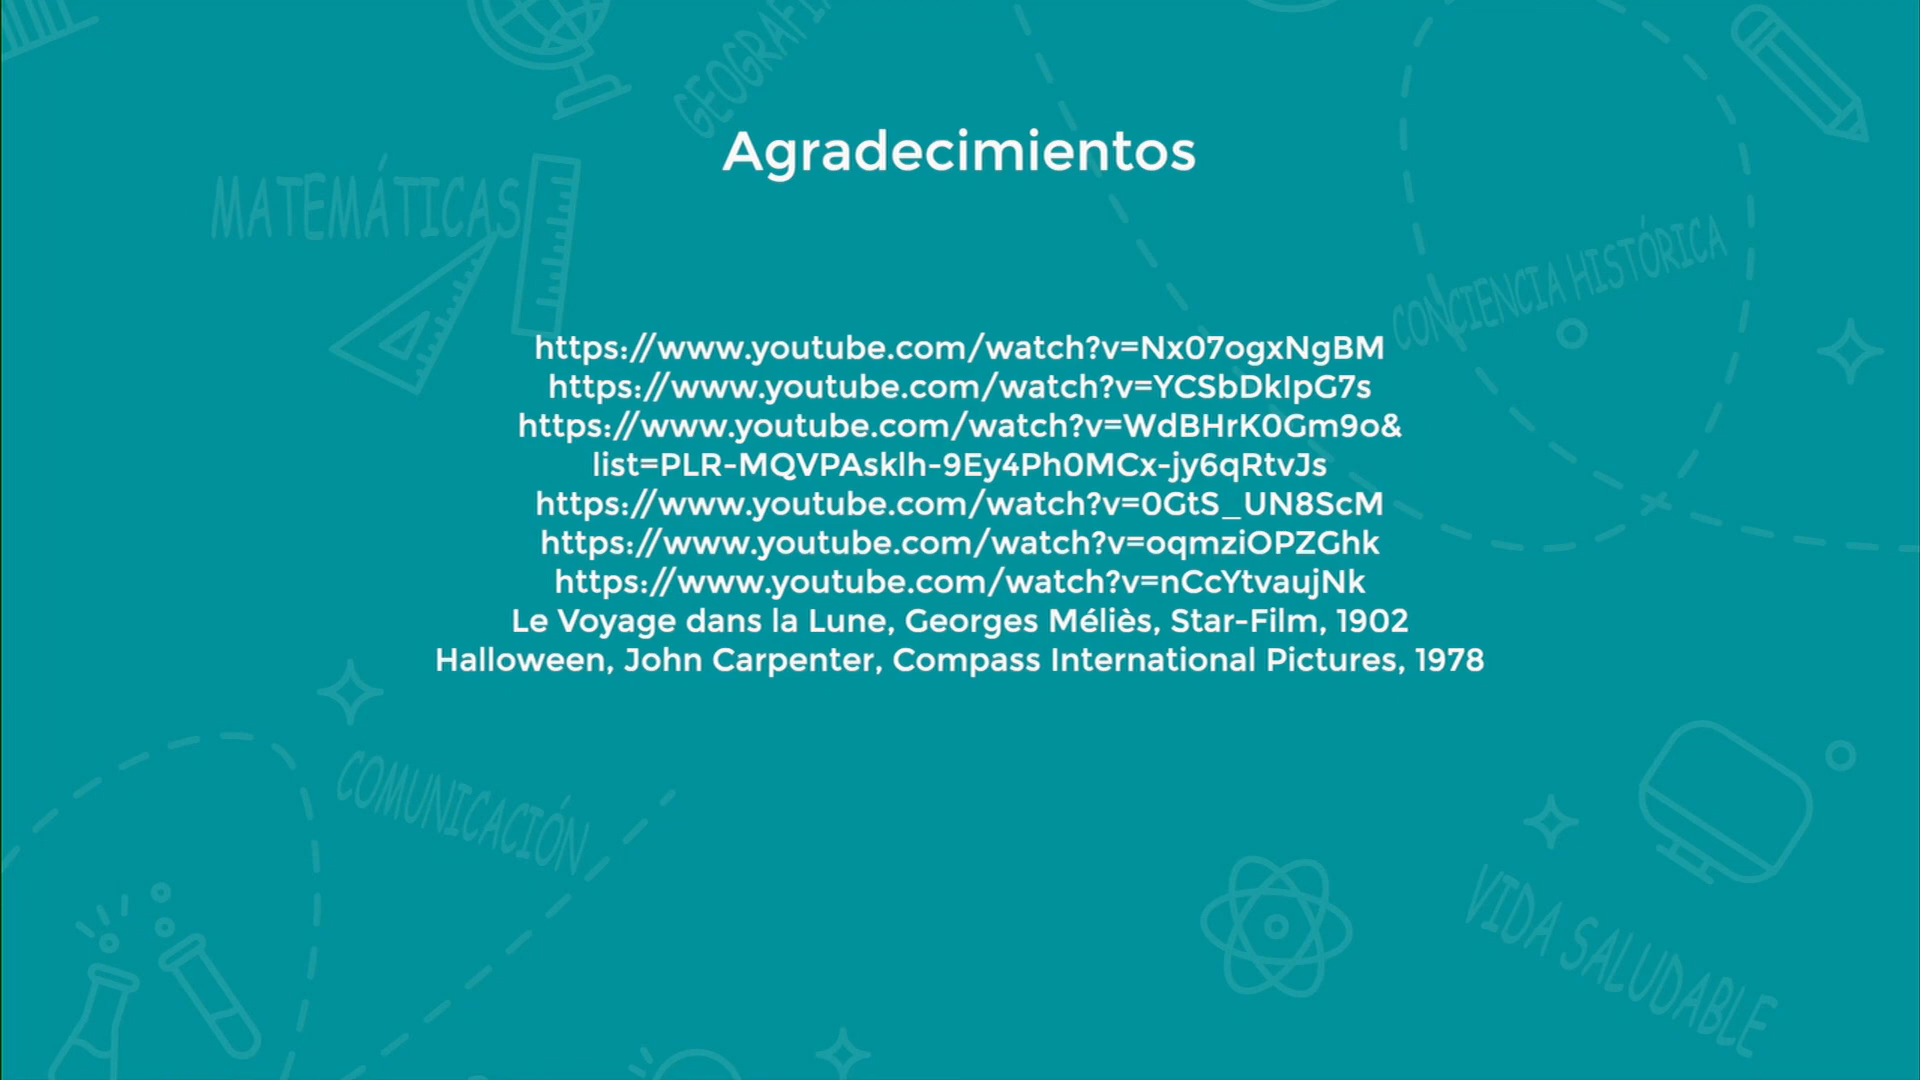 GEOGRAFÍ
Agradecimientos
MATEMÁTICAS
CONCIENCIA HISTÓRICA
https://www.youtube.com/watch?v=Nx07ogxNgBM
https://www.youtube.com/watch?v=YCSbDkIpG7s
https://www.youtube.com/watch?v=WdBHrK0Gm9o&
list=PLR-MQVPAsklh-9Ey4Ph0MCx-jy6qRtvJs
https://www.youtube.com/watch?v=0GtS_UN8ScM
https://www.youtube.com/watch?v=oqmziOPZGhk
https://www.youtube.com/watch?v=nCcYtvaujNk
Le Voyage dans la Lune, Georges Méliès, Star-Film, 1902
Halloween, John Carpenter, Compass International Pictures, 1978
COMUNICACIÓN
VIDA SALUDABLE